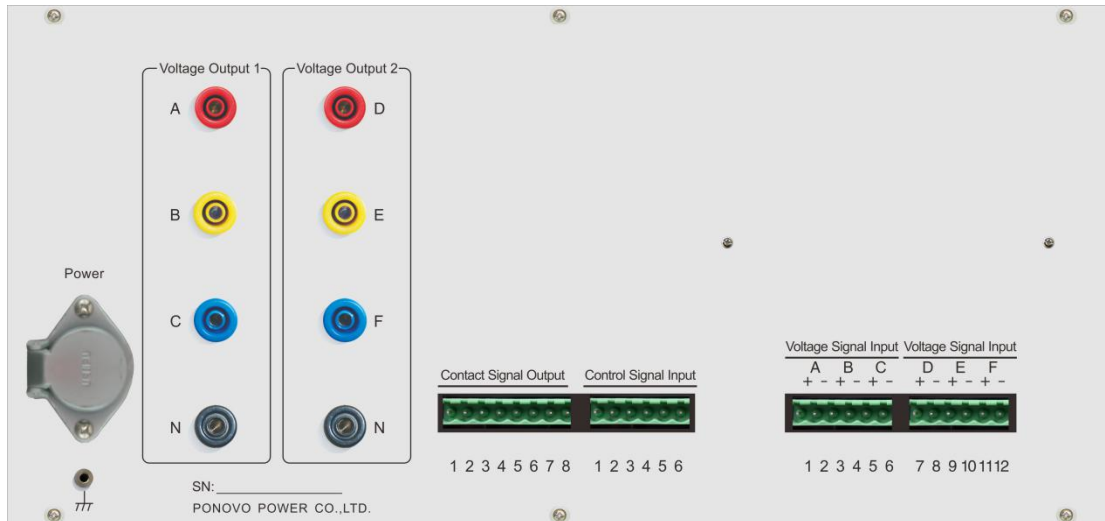 Voltage Output 1
A
B
C
N
Voltage Output 2
D
E
F
N
Power
Contact Signal Output
1 2 3 4 5 6 7 8
Control Signal Input
1 2 3 4 5 6
Voltage Signal Input
A B C
+ - + - + -
1 2 3 4 5 6
Voltage Signal Input
D E F
+ - + - + -
7 8 9 10 11 12
SN:
PONOVO POWER CO.,LTD.